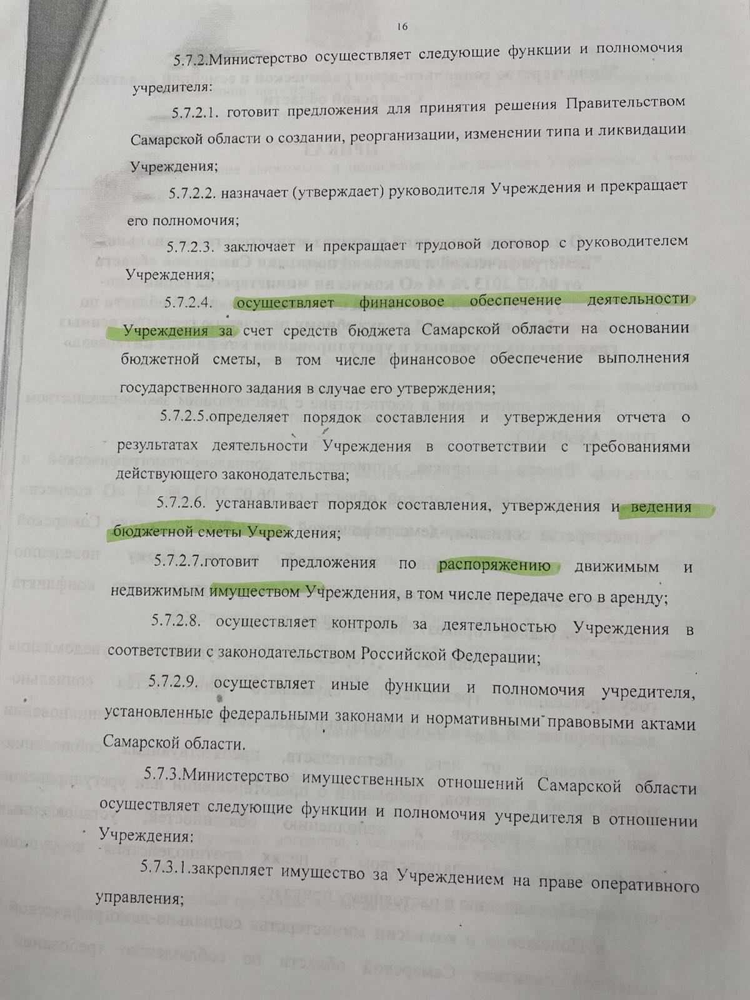 16
5.7.2.Министерство осуществляет следующие функции и полномочия
учредителя:
5.7.2.1. готовит предложения для принятия решения Правительством
Самарской области о создании, реорганизации, изменении типа и ликвидации
Учреждения;
5.7.2.2. назначает (утверждает) руководителя Учреждения и прекращает
его полномочия;
5.7.2.3. заключает и прекращает трудовой договор с руководителем
Учреждения;
5.7.2.4. осуществляет финансовое обеспечение деятельности
Учреждения за счет средств бюджета Самарской области на основании
бюджетной сметы, в том числе финансовое обеспечение выполнения
государственного задания в случае его утверждения;
5.7.2.5.определяет порядок составления и утверждения отчета о
результатах деятельности Учреждения в соответствии с требованиями
действующего законодательства;
5.7.2.6. устанавливает порядок составления, утверждения и ведения
бюджетной сметы Учреждения;
5.7.2.7.готовит предложения по распоряжению движимым и
недвижимым имуществом Учреждения, в том числе передаче его в аренду;
5.7.2.8. осуществляет контроль за деятельностью Учреждения в
соответствии с законодательством Российской Федерации;
5.7.2.9. осуществляет иные функции и полномочия учредителя,
установленные федеральными законами и нормативными правовыми актами
Самарской области.
5.7.3.Министерство имущественных отношений Самарской области
осуществляет следующие функции и полномочия учредителя в отношении
Учреждения:
5.7.3.1.закрепляет имущество за Учреждением на праве оперативного
управления;